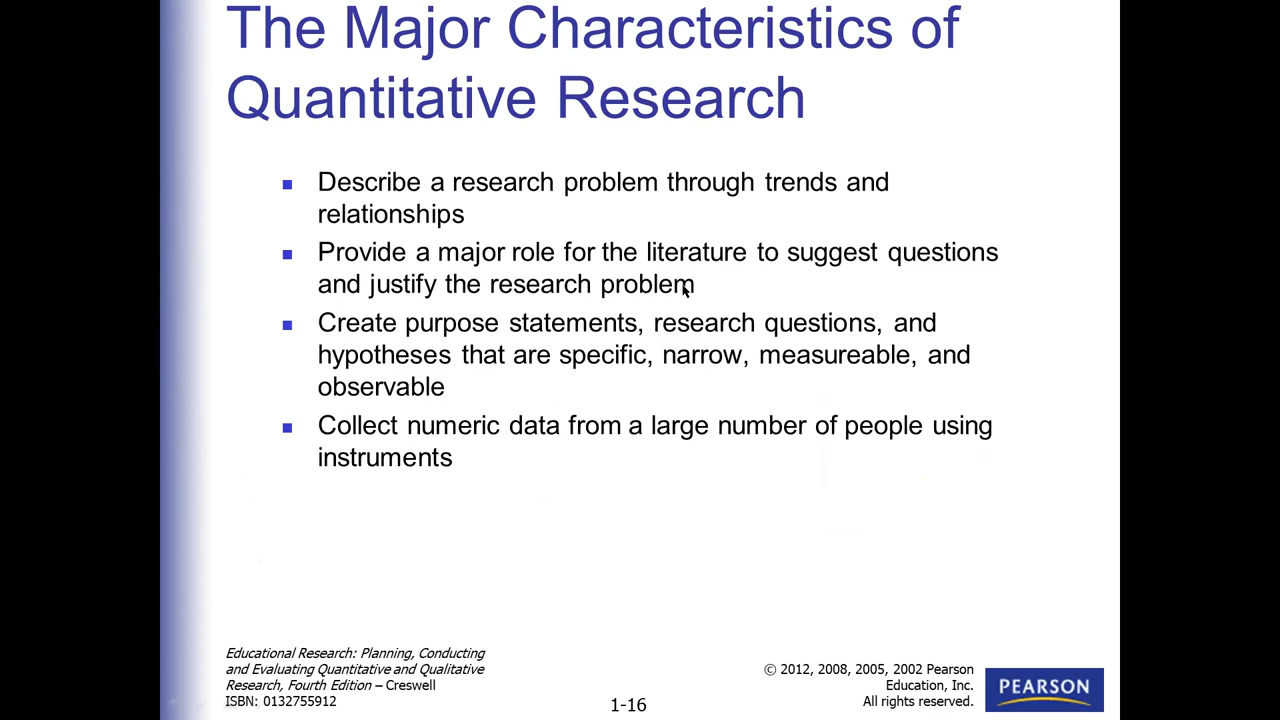 The Major Characteristics of
Quantitative Research
Describe a research problem through trends and
relationships
Provide a major role for the literature to suggest questions
and justify the research problem
Create purpose statements, research questions, and
hypotheses that are specific, narrow, measureable, and
observable
Collect numeric data from a large number of people using
instruments
Educational Research: Planning, Conducting
and Evaluating Quantitative and Qualitative
Research, Fourth Edition – Creswell
ISBN: 0132755912
1-16
© 2012, 2008, 2005, 2002 Pearson
Education, Inc.
All rights reserved.
PEARSON